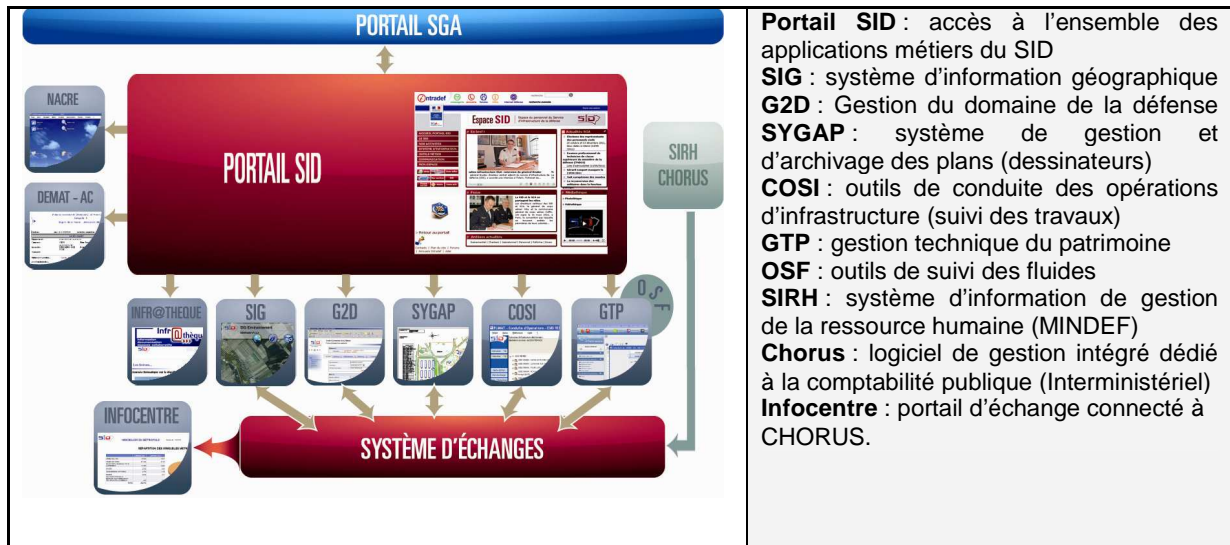 PORTAIL SGA
NACRE
DEMAT - AC
PORTAIL SID
intradef
Espace SID
SIRH
CHORUS
INFR@THEQUE
SIG
G2D
SYGAP
COSI
GTP
OSF
INFOCENTRE
SYSTÈME D'ÉCHANGES
Portail SID : accès à l'ensemble des
applications métiers du SID
SIG : système d'information géographique
G2D : Gestion du domaine de la défense
SYGAP : système de gestion et
d'archivage des plans (dessinateurs)
COSI : outils de conduite des opérations
d'infrastructure (suivi des travaux)
GTP : gestion technique du patrimoine
OSF : outils de suivi des fluides
SIRH : système d'information de gestion
de la ressource humaine (MINDEF)
Chorus : logiciel de gestion intégré dédié
à la comptabilité publique (Interministériel)
Infocentre : portail d'échange connecté à
CHORUS.